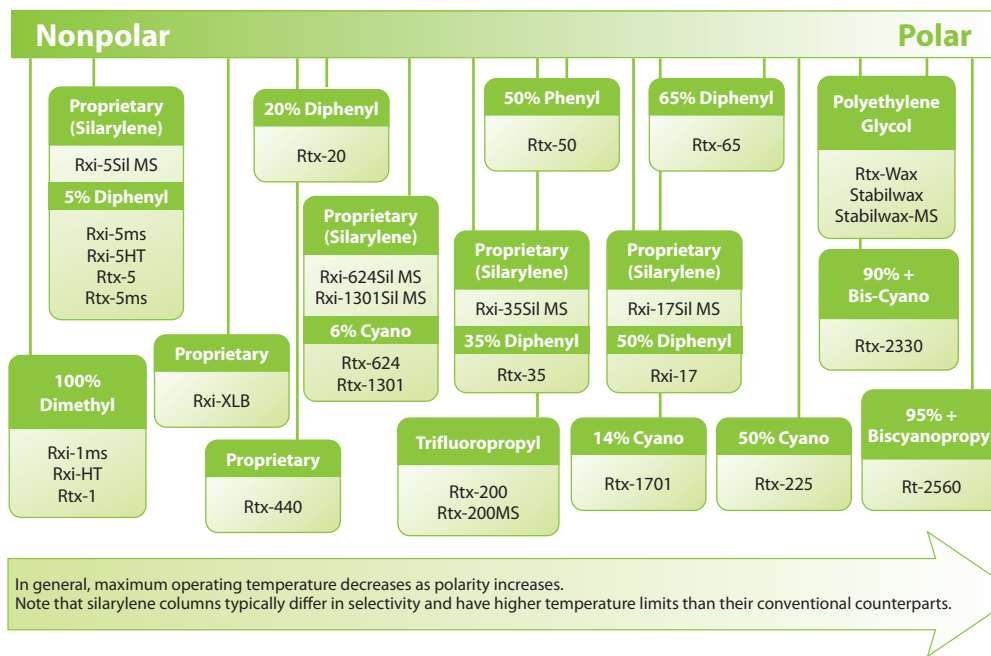 Nonpolar
Polar
Proprietary
(Silarylene)
Rxi-5Sil MS
5% Diphenyl
Rxi-5ms
Rxi-5HT
Rtx-5
Rtx-5ms
20% Diphenyl
Rtx-20
50% Phenyl
Rtx-50
65% Diphenyl
Rtx-65
Polyethylene
Glycol
Rtx-Wax
Stabilwax
Stabilwax-MS
Proprietary
(Silarylene)
Rxi-624Sil MS
Rxi-1301Sil MS
6% Cyano
Rtx-624
Rtx-1301
Proprietary
(Silarylene)
Rxi-35Sil MS
35% Diphenyl
Rtx-35
Proprietary
(Silarylene)
Rxi-17Sil MS
50% Diphenyl
Rxi-17
90% +
Bis-Cyano
Rtx-2330
100%
Dimethyl
Rxi-1ms
Rxi-HT
Rtx-1
Proprietary
Rxi-XLB
Proprietary
Rtx-440
Trifluoropropyl
Rtx-200
Rtx-200MS
14% Cyano
Rtx-1701
50% Cyano
Rtx-225
95% +
Biscyanopropyl
Rt-2560
In general, maximum operating temperature decreases as polarity increases.
Note that silarylene columns typically differ in selectivity and have higher temperature limits than their conventional counterparts.